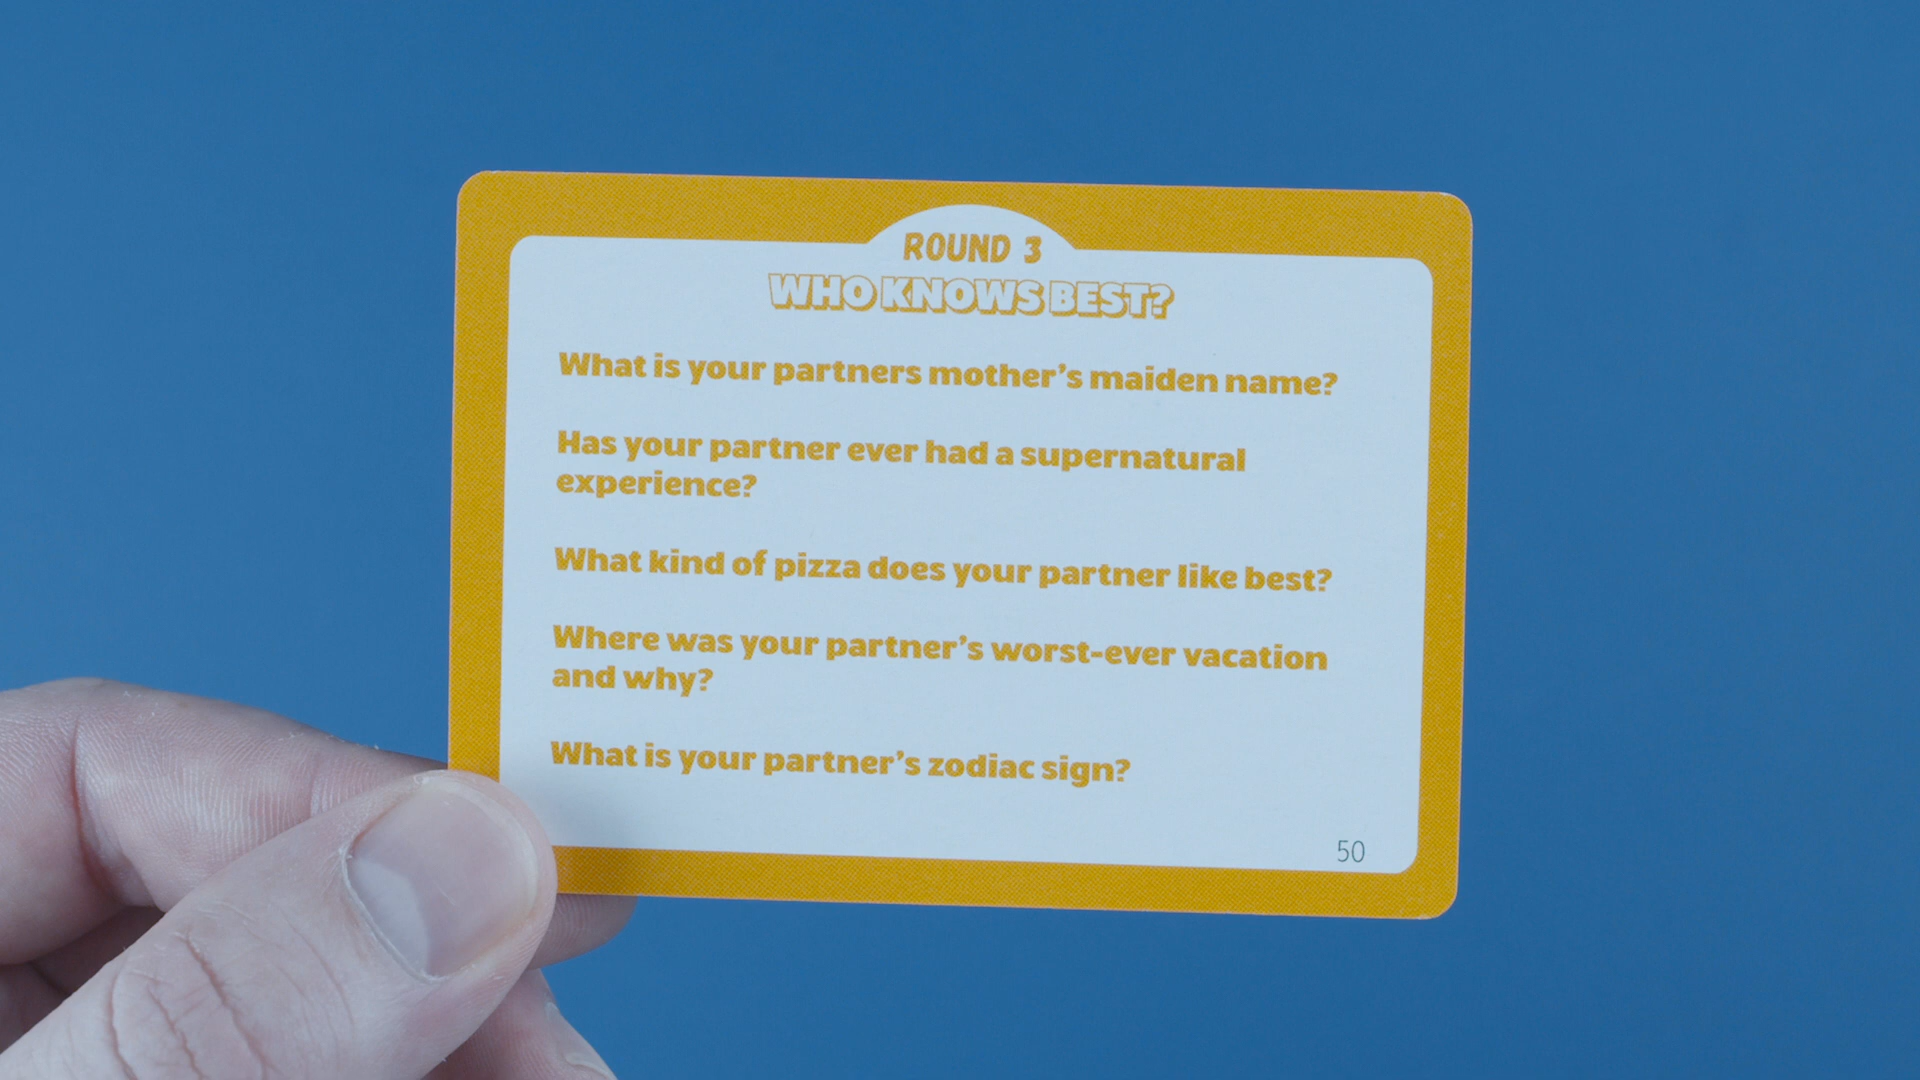 ROUND 3
WHO KNOWS BEST?
What is your partners mother’s maiden name?
Has your partner ever had a supernatural
experience?
What kind of pizza does your partner like best?
Where was your partner’s worst-ever vacation
and why?
What is your partner’s zodiac sign?
50